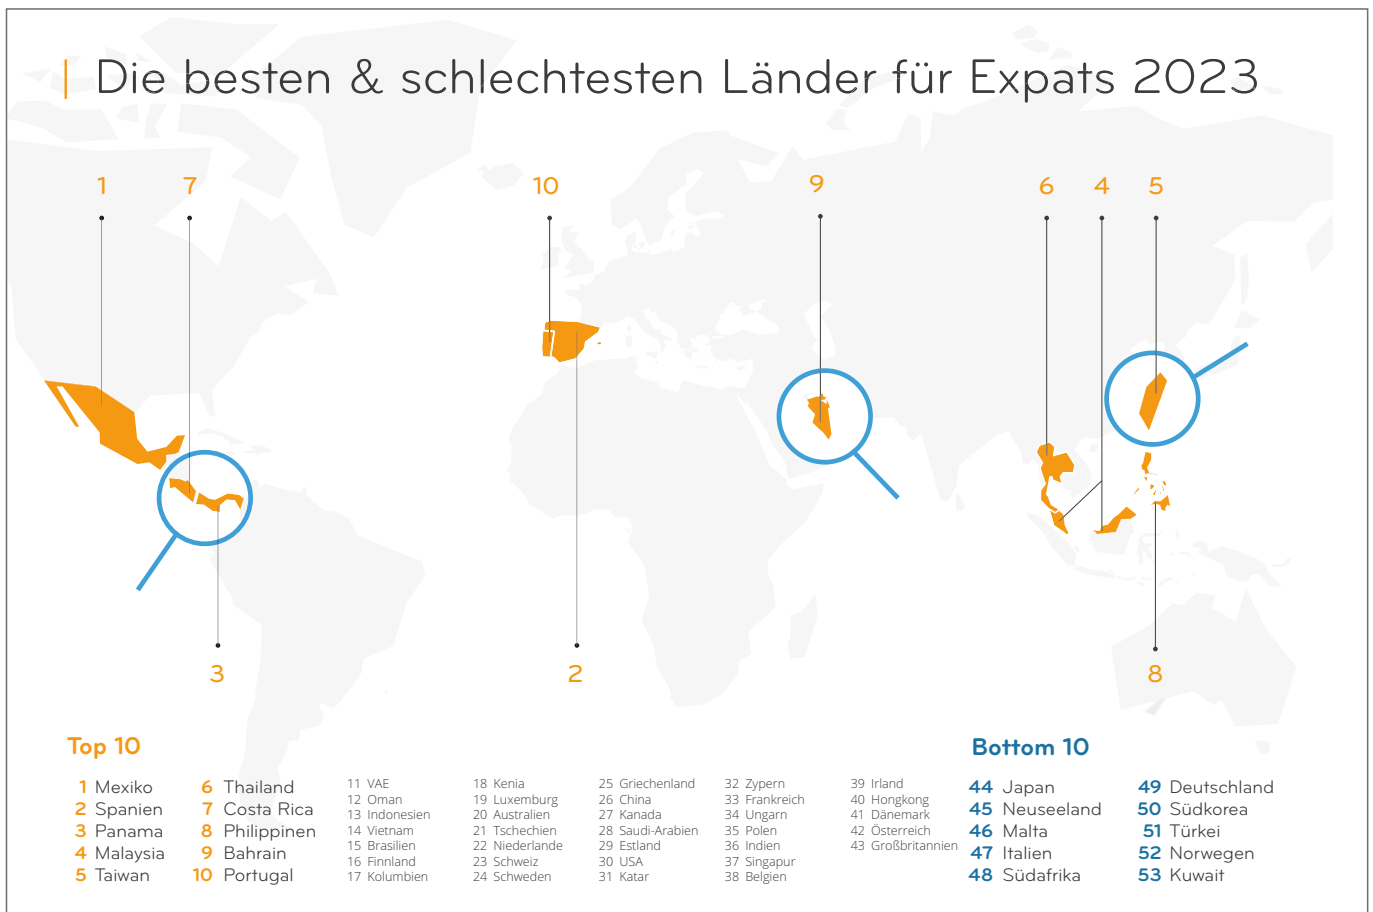 Die besten & schlechtesten Länder für Expats 2023
1
7
10
9
6
4
5
3
2
8
Top 10
1 Mexiko
2 Spanien
3 Panama
4 Malaysia
5 Taiwan
6 Thailand
7 Costa Rica
8 Philippinen
9 Bahrain
10 Portugal
11 VAE
12 Oman
13 Indonesien
14 Vietnam
15 Brasilien
16 Finnland
17 Kolumbien
18 Kenia
19 Luxemburg
20 Australien
21 Tschechien
22 Niederlande
23 Schweiz
24 Schweden
25 Griechenland
26 China
27 Kanada
28 Saudi-Arabien
29 Estland
30 USA
31 Katar
32 Zypern
33 Frankreich
34 Ungarn
35 Polen
36 Indien
37 Singapur
38 Belgien
39 Irland
40 Hongkong
41 Dänemark
42 Österreich
43 Großbritannien
Bottom 10
44 Japan
45 Neuseeland
46 Malta
47 Italien
48 Südafrika
49 Deutschland
50 Südkorea
51 Türkei
52 Norwegen
53 Kuwait